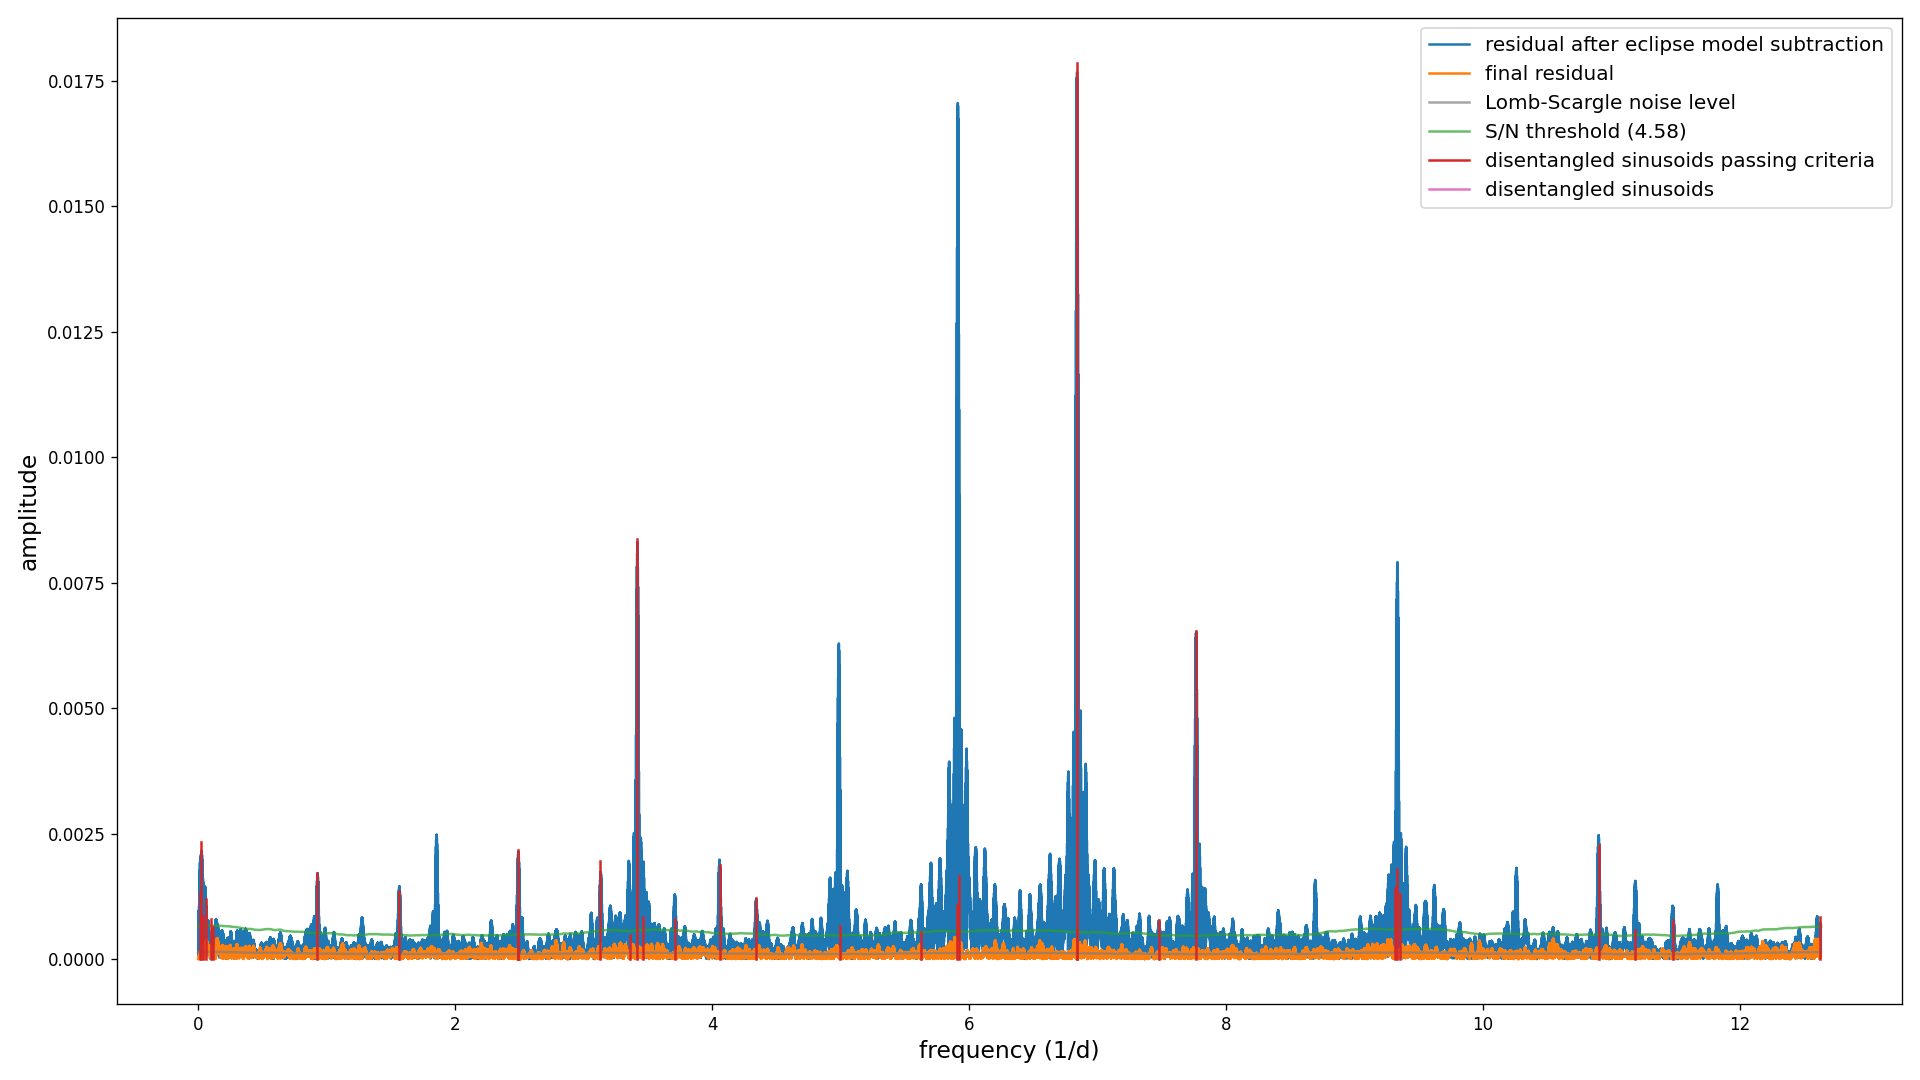 residual after eclipse model subtraction
final residual
Lomb-Scargle noise level
S/N threshold (4.58)
disentangled sinusoids passing criteria
disentangled sinusoids
amplitude
0.0175
0.0150
0.0125
0.0100
0.0075
0.0050
0.0025
0.0000
0 2 4 6 8 10 12
frequency (1/d)